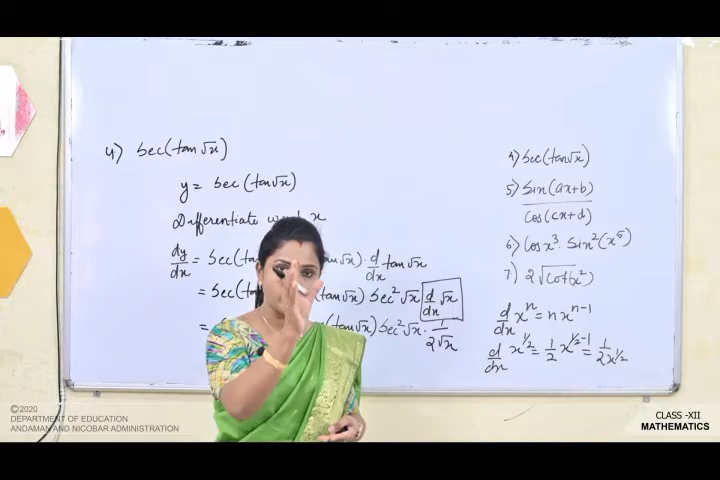 4) sec(tan√x)
y = sec(tan√x)
Differentiate w x
dy/dx = sec(ta an√x) · d/dx tan√x
= sec(tan tan√x) sec²√x d/dx √x
= tan√x) sec²√x · 1/2√x
4) sec(tan√x)
5) sin(ax+b)/cos(cx+d)
6) cos x³ · sin²(x⁵)
7) 2√cot(x²)
d/dx xⁿ = nxⁿ⁻¹
d/dx x^1/2 = 1/2 x^1/2-1 = 1/2x^1/2
©2020
DEPARTMENT OF EDUCATION
ANDAMAN AND NICOBAR ADMINISTRATION
CLASS -XII
MATHEMATICS